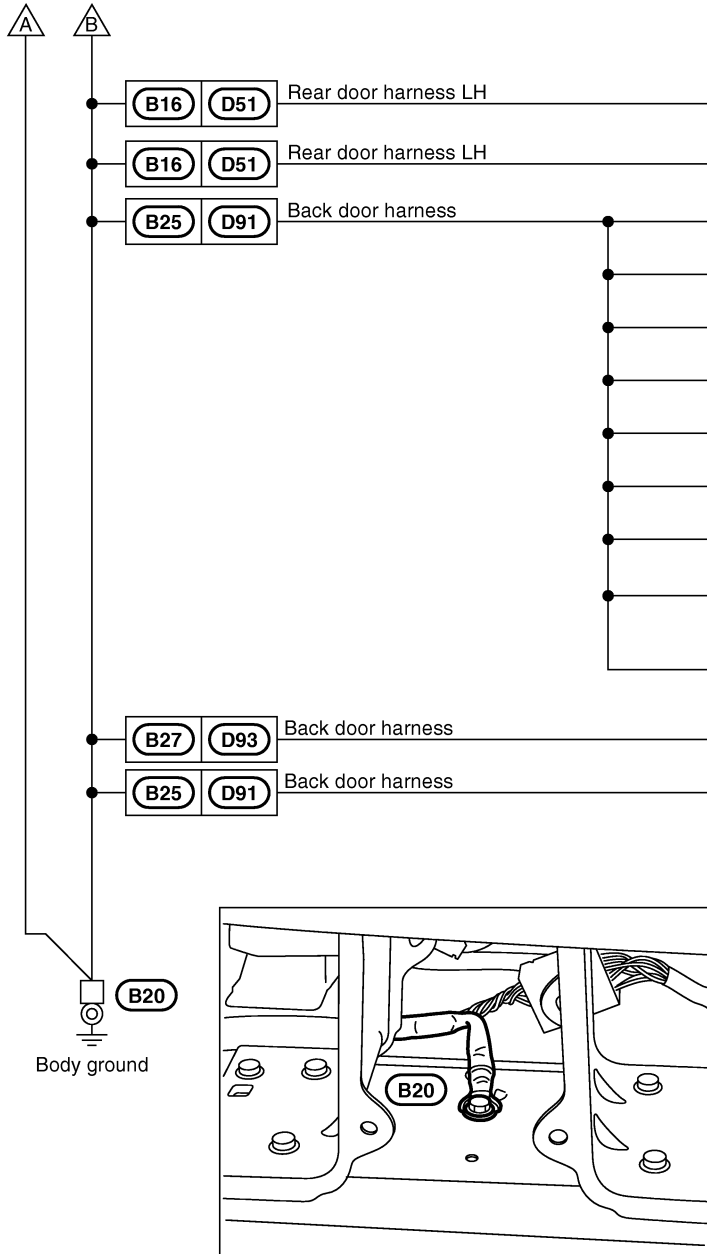 A B
B16 D51 Rear door harness LH
B16 D51 Rear door harness LH
B25 D91 Back door harness
B27 D93 Back door harness
B25 D91 Back door harness
B20
Body ground
B20